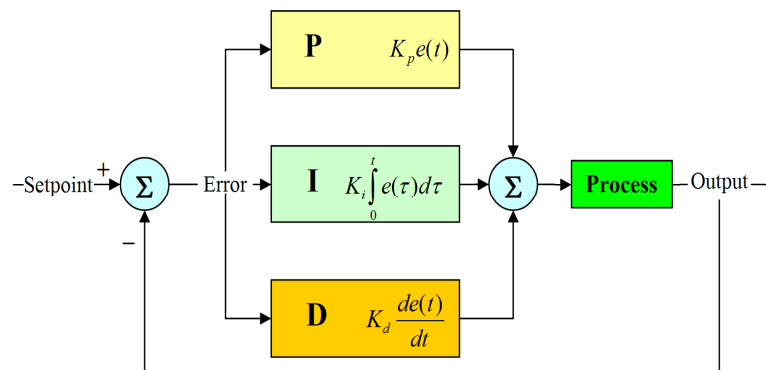 P K_p e(t)
Setpoint + Σ Error I K_i ∫_0^t e(τ)dτ Σ Process Output
−
D K_d de(t)/dt